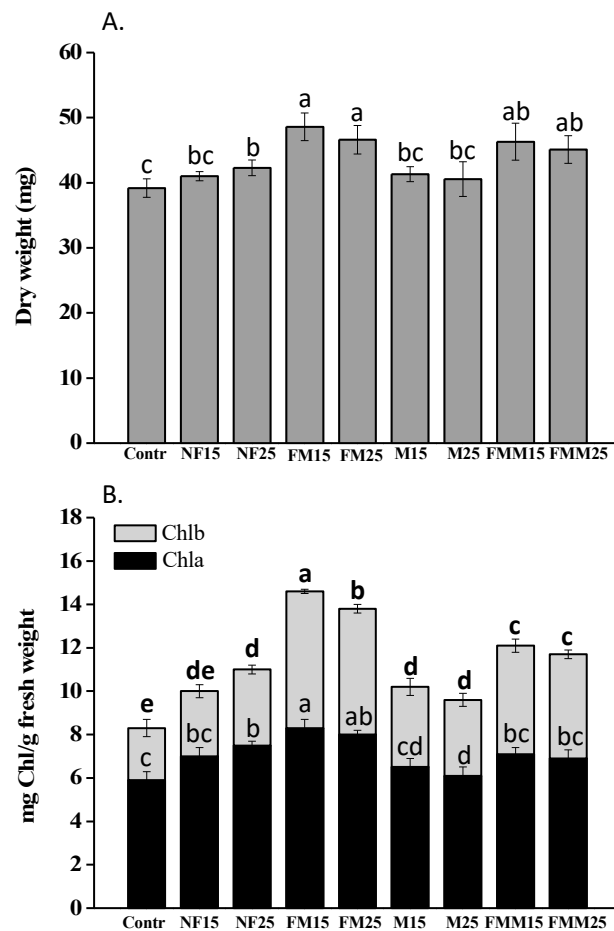 A.
60
50
40
30
20
10
0
Dry weight (mg)
c bc b a a bc bc ab ab
Contr NF15 NF25 FM15 FM25 M15 M25 FMM15 FMM25
B.
18
16
14
12
10
8
6
4
2
0
mg Chl/g fresh weight
Chlb
Chla
e de d a b d d c c
c bc b a ab cd d bc bc
Contr NF15 NF25 FM15 FM25 M15 M25 FMM15 FMM25